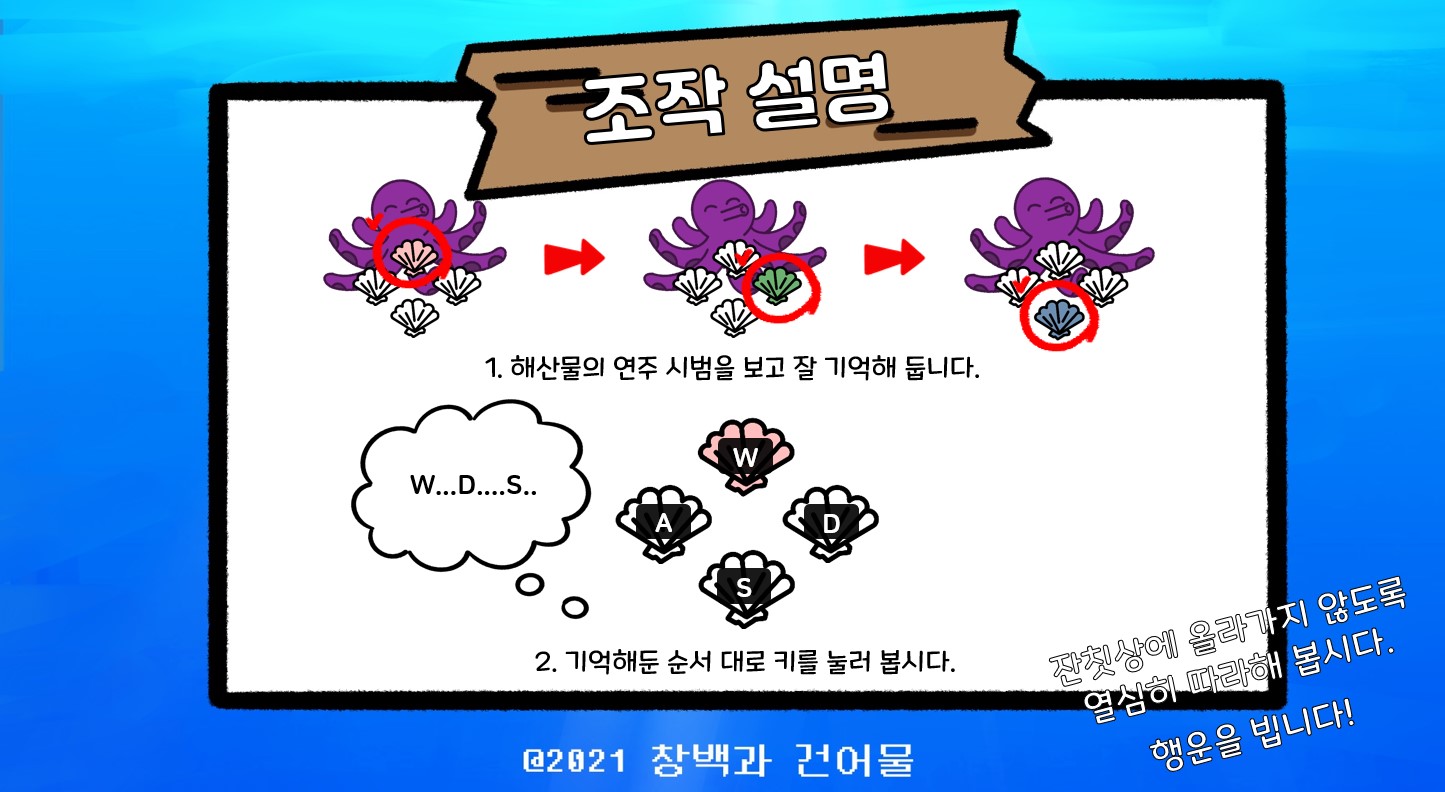 조작 설명
1. 해산물의 연주 시범을 보고 잘 기억해 둡니다.
W...D....S..
W
A
D
S
2. 기억해둔 순서 대로 키를 눌러 봅시다.
잔칫상에 올라가지 않도록
열심히 따라해 봅시다.
행운을 빕니다!
@2021 창백과 건어물